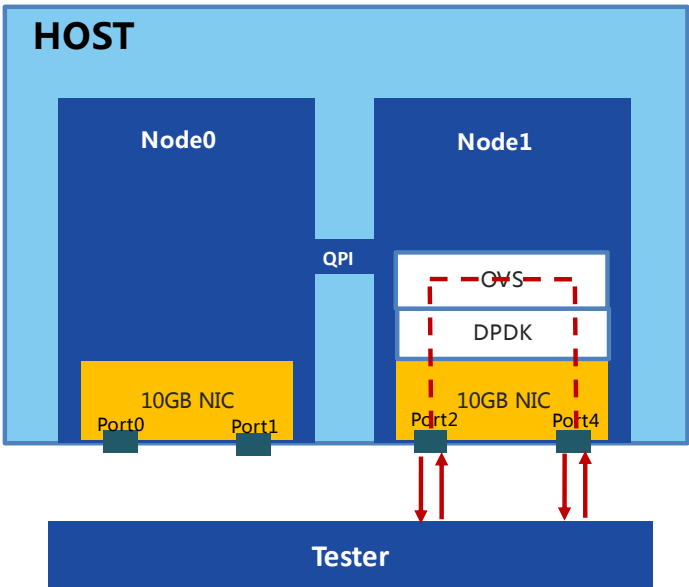 HOST
Node0
Node1
QPI
OVS
DPDK
10GB NIC
10GB NIC
Port0
Port1
Port2
Port4
Tester